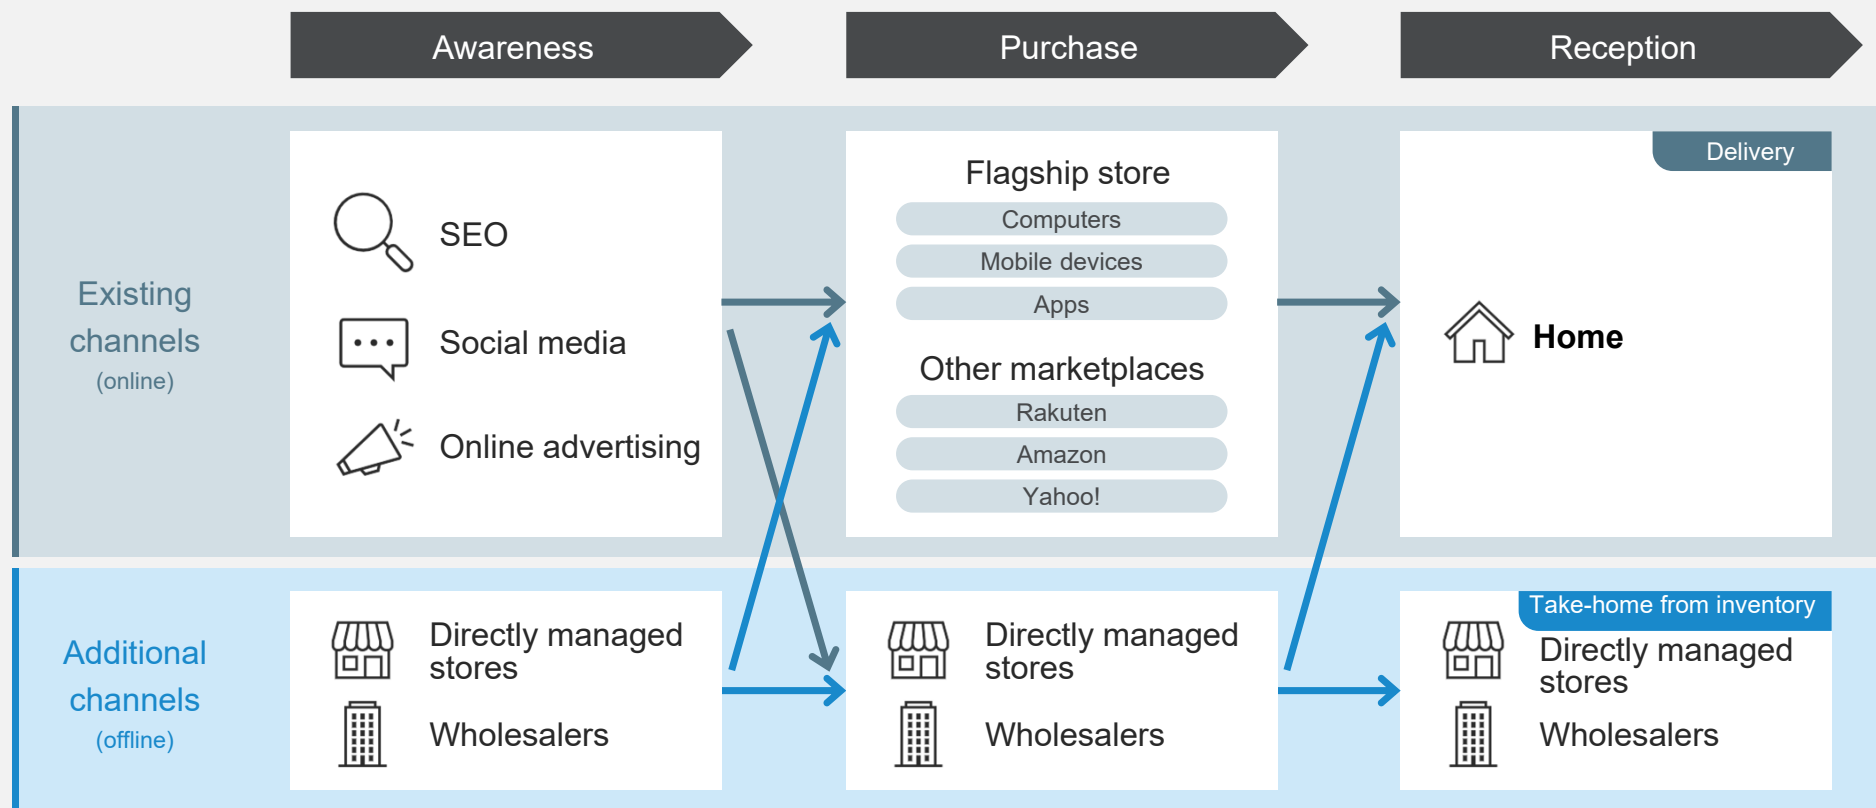 Awareness
Purchase
Reception
Existing
channels
(online)
SEO
Social media
Online advertising
Flagship store
Computers
Mobile devices
Apps
Other marketplaces
Rakuten
Amazon
Yahoo!
Delivery
Home
Additional
channels
(offline)
Directly managed
stores
Wholesalers
Directly managed
stores
Wholesalers
Take-home from inventory
Directly managed
stores
Wholesalers